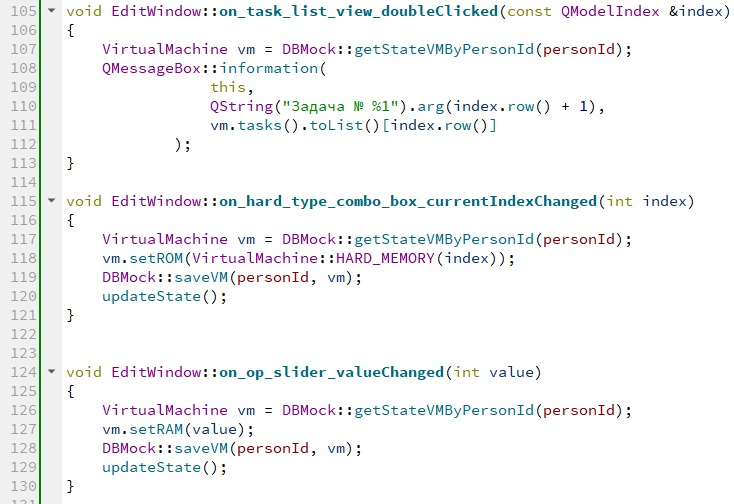 105 void EditWindow::on_task_list_view_doubleClicked(const QModelIndex &index)
106 {
107     VirtualMachine vm = DBMock::getStateVMByPersonId(personId);
108     QMessageBox::information(
109                 this,
110                 QString("Задача № %1").arg(index.row() + 1),
111                 vm.tasks().toList()[index.row()]
112             );
113 }
114
115 void EditWindow::on_hard_type_combo_box_currentIndexChanged(int index)
116 {
117     VirtualMachine vm = DBMock::getStateVMByPersonId(personId);
118     vm.setROM(VirtualMachine::HARD_MEMORY(index));
119     DBMock::saveVM(personId, vm);
120     updateState();
121 }
122
123
124 void EditWindow::on_op_slider_valueChanged(int value)
125 {
126     VirtualMachine vm = DBMock::getStateVMByPersonId(personId);
127     vm.setRAM(value);
128     DBMock::saveVM(personId, vm);
129     updateState();
130 }
131